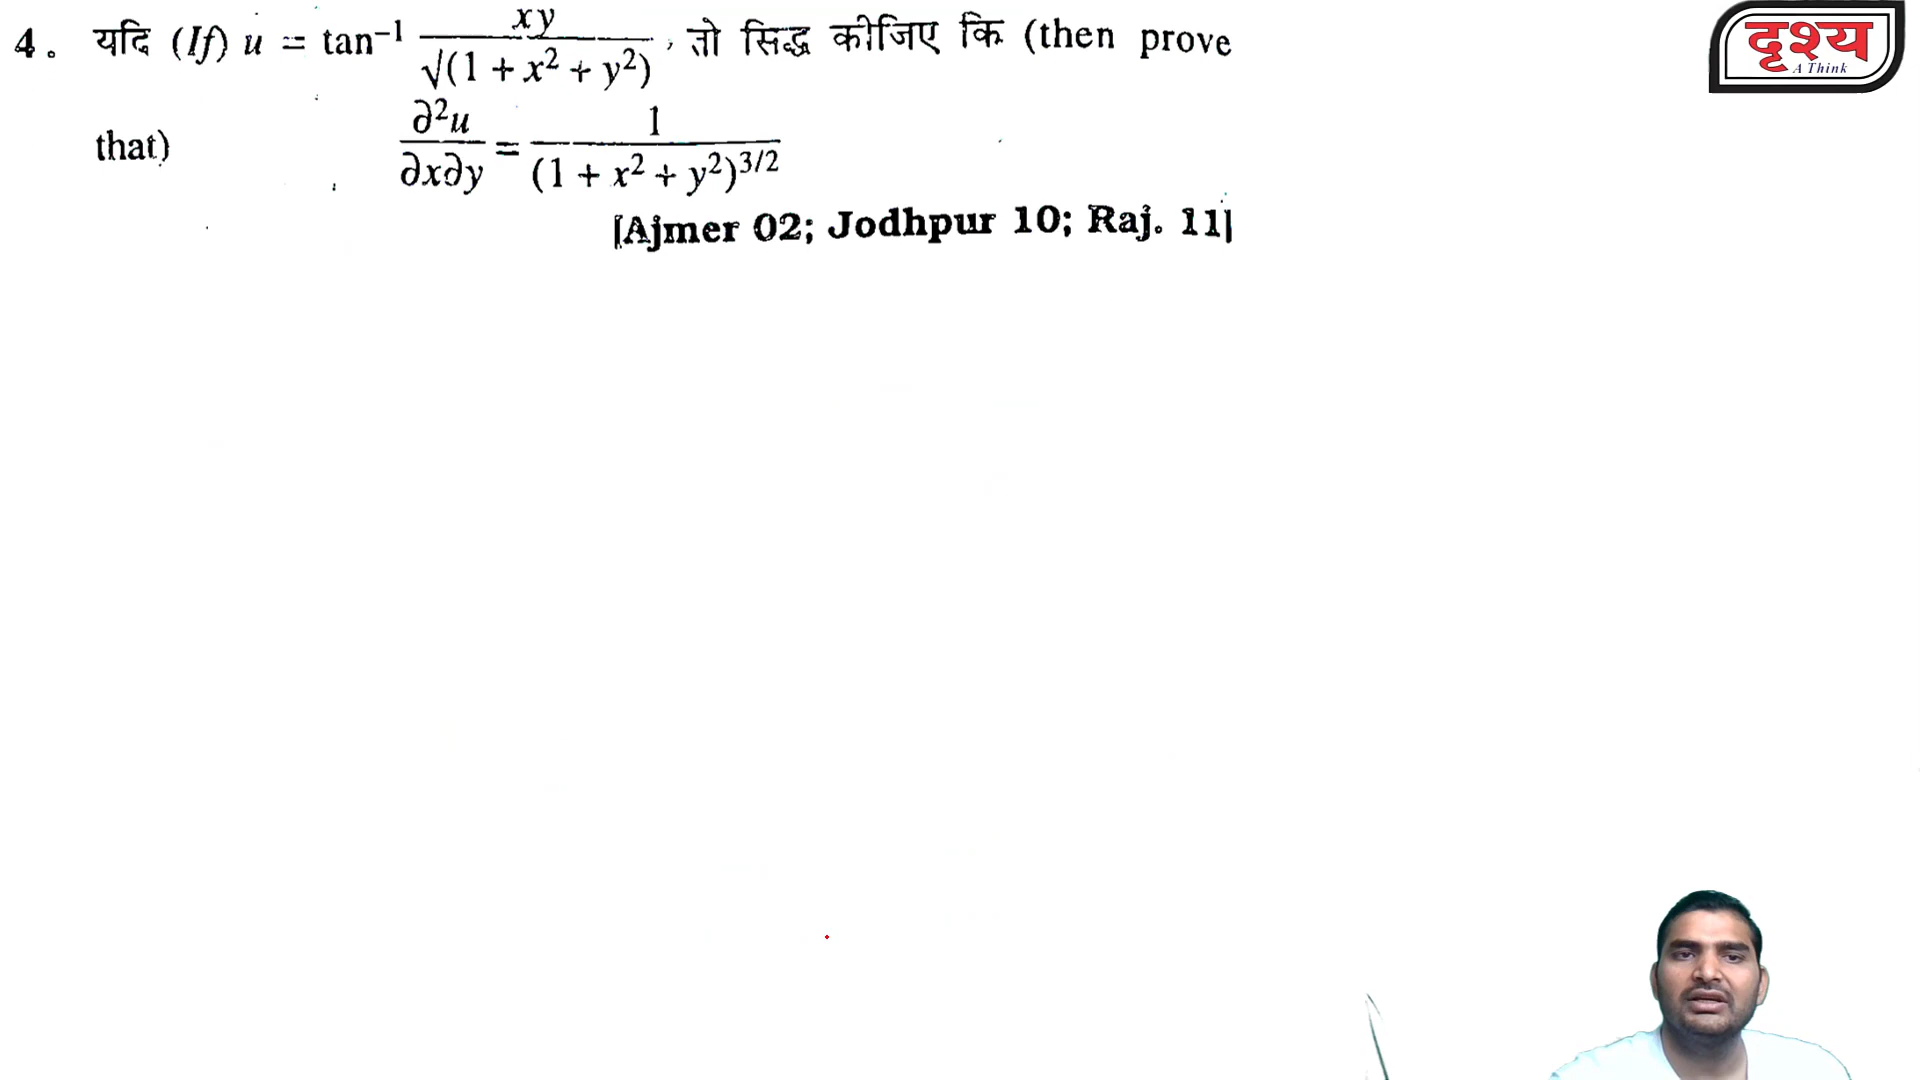 4. यदि (If) u = tan⁻¹ xy / √(1 + x² + y²), तो सिद्ध कीजिए कि (then prove
that) ∂²u / ∂x∂y = 1 / (1 + x² + y²)^3/2
[Ajmer 02; Jodhpur 10; Raj. 11]
दृश्य
A Think